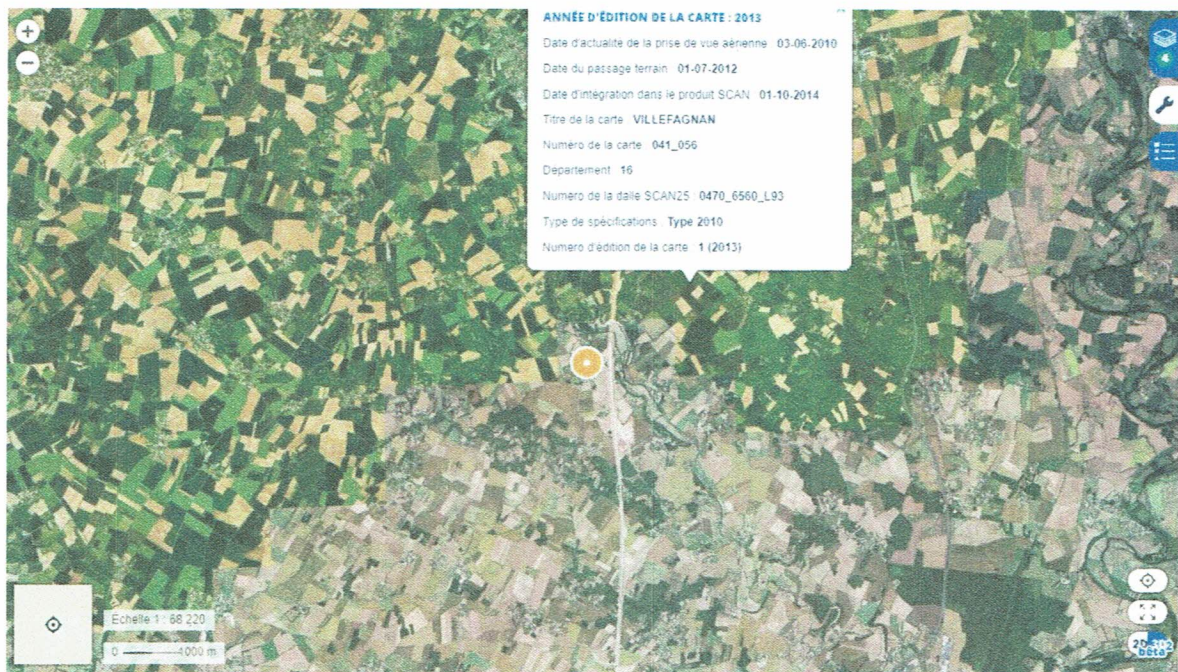 ANNÉE D'ÉDITION DE LA CARTE : 2013
Date d'actualité de la prise de vue aérienne : 03-06-2010
Date du passage terrain : 01-07-2012
Date d'intégration dans le produit SCAN : 01-10-2014
Titre de la carte : VILLEFAGNAN
Numéro de la carte : 041_056
Département : 16
Numéro de la dalle SCAN25 : 0470_6560_L93
Type de spécifications : Type 2010
Numéro d'édition de la carte : 1 (2013)
4
Échelle 1 : 68 220
0 1000 m
bêta